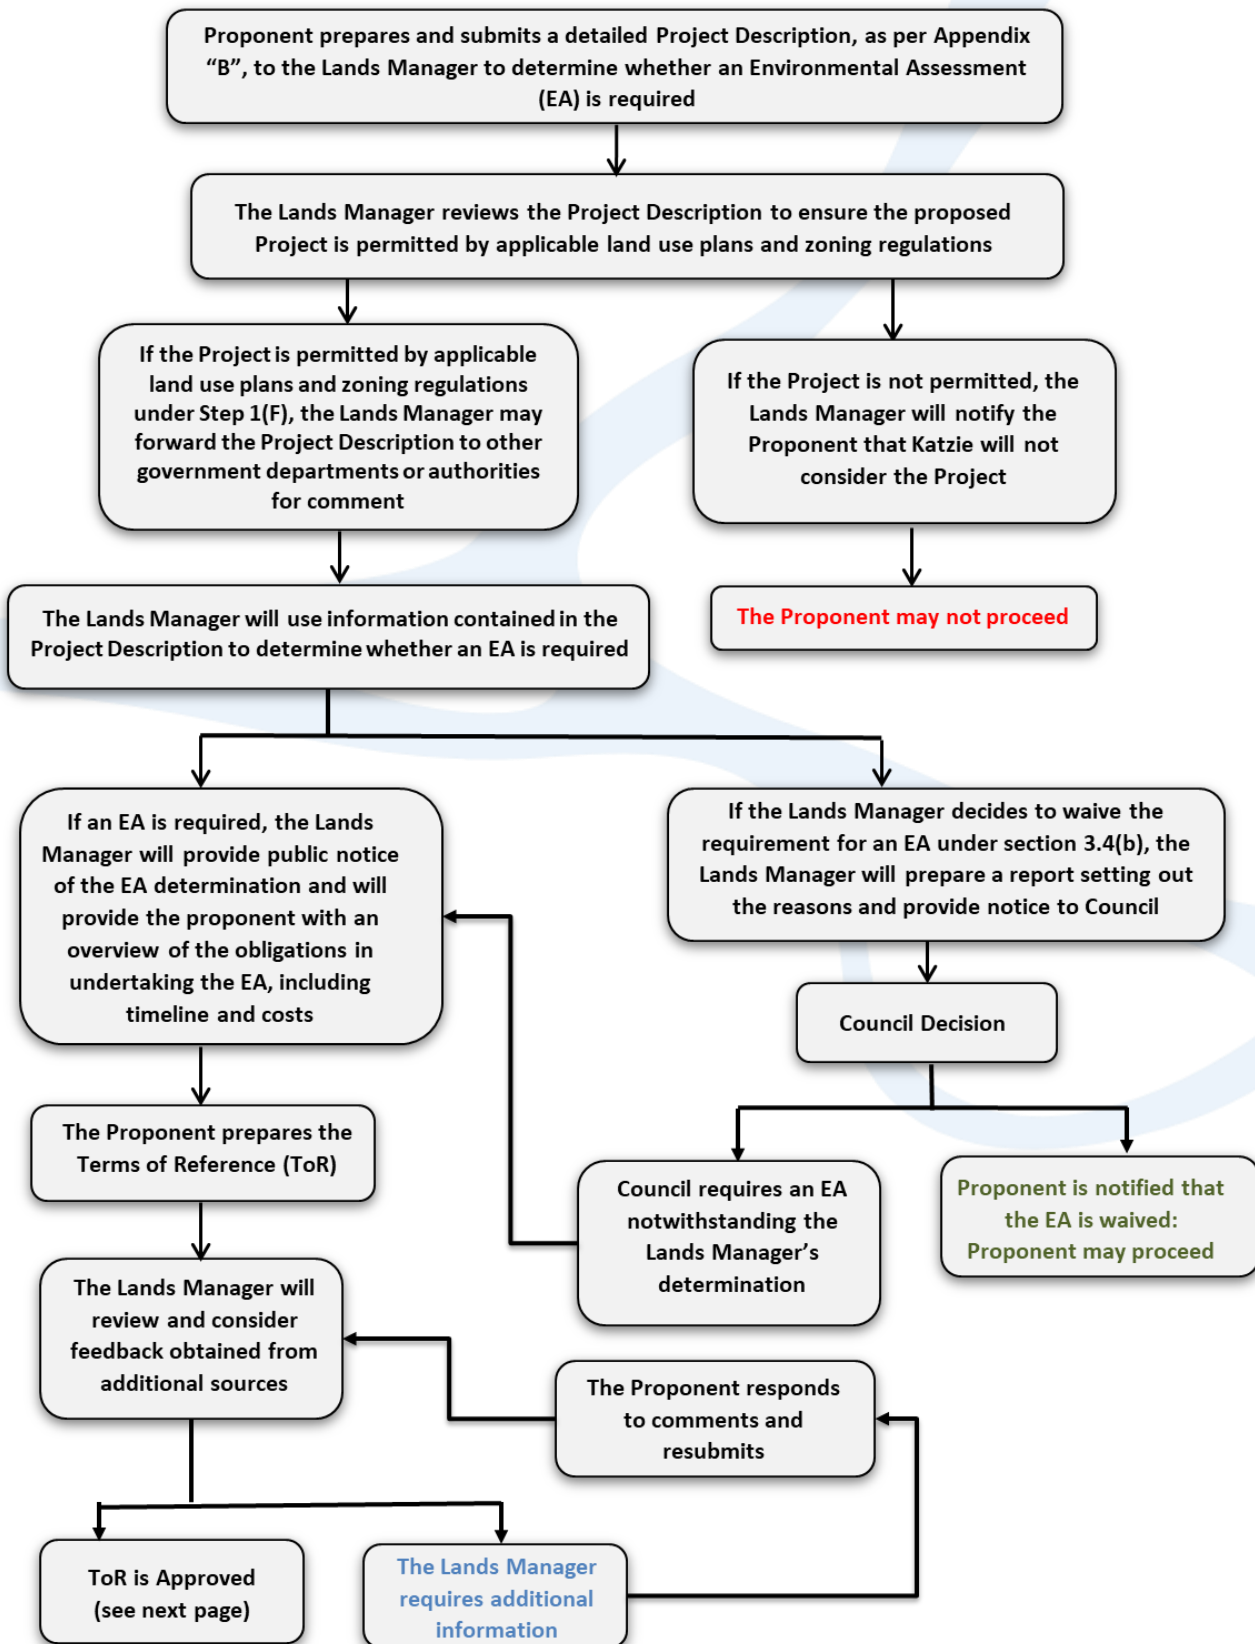 Proponent prepares and submits a detailed Project Description, as per Appendix
“B”, to the Lands Manager to determine whether an Environmental Assessment
(EA) is required
The Lands Manager reviews the Project Description to ensure the proposed
Project is permitted by applicable land use plans and zoning regulations
If the Project is permitted by applicable
land use plans and zoning regulations
under Step 1(F), the Lands Manager may
forward the Project Description to other
government departments or authorities
for comment
If the Project is not permitted, the
Lands Manager will notify the
Proponent that Katzie will not
consider the Project
The Proponent may not proceed
The Lands Manager will use information contained in the
Project Description to determine whether an EA is required
If an EA is required, the Lands
Manager will provide public notice
of the EA determination and will
provide the proponent with an
overview of the obligations in
undertaking the EA, including
timeline and costs
If the Lands Manager decides to waive the
requirement for an EA under section 3.4(b), the
Lands Manager will prepare a report setting out
the reasons and provide notice to Council
Council Decision
Council requires an EA
notwithstanding the
Lands Manager’s
determination
Proponent is notified that
the EA is waived:
Proponent may proceed
The Proponent prepares the
Terms of Reference (ToR)
The Lands Manager will
review and consider
feedback obtained from
additional sources
The Proponent responds
to comments and
resubmits
ToR is Approved
(see next page)
The Lands Manager
requires additional
information